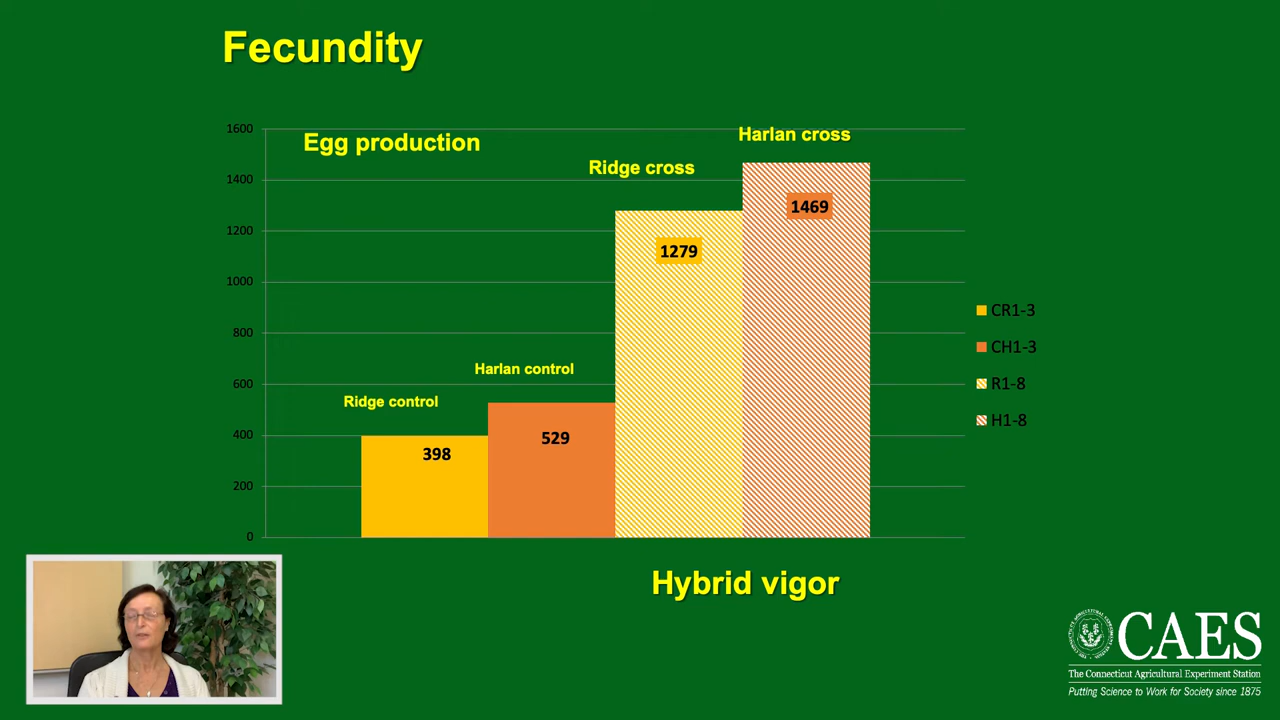 Fecundity
Egg production
Harlan cross
Ridge cross
Harlan control
Ridge control
1600
1400
1200
1000
800
600
400
200
0
398
529
1279
1469
CR1-3
CH1-3
R1-8
H1-8
Hybrid vigor
CAES
The Connecticut Agricultural Experiment Station
Putting Science to Work for Society since 1875